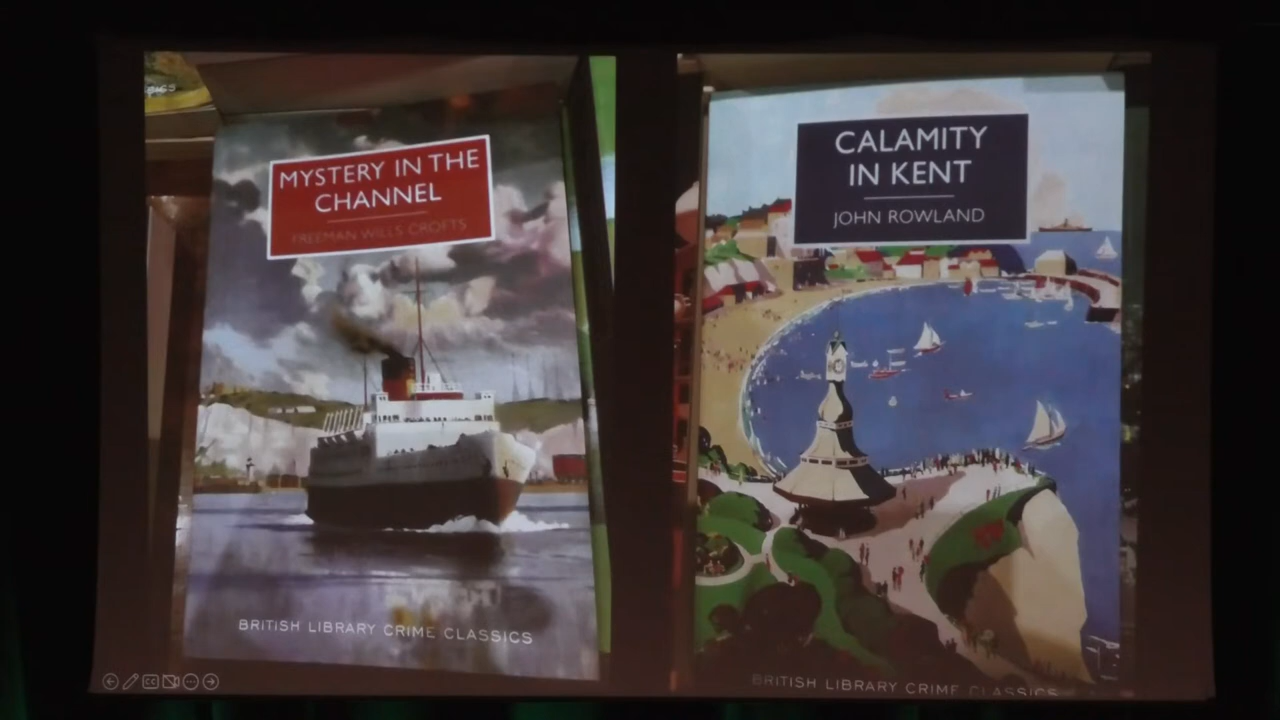 MYSTERY IN THE
CHANNEL
FREEMAN WILLS CROFTS
BRITISH LIBRARY CRIME CLASSICS
CALAMITY
IN KENT
JOHN ROWLAND
BRITISH LIBRARY CRIME CLASSICS